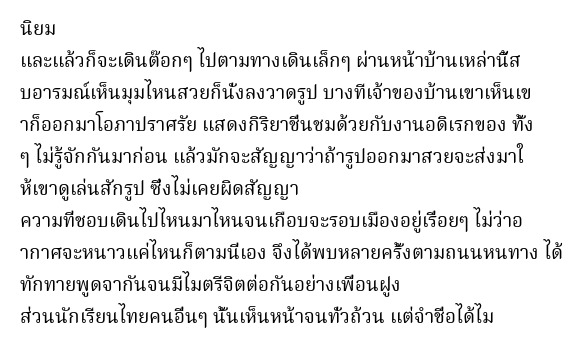 นิยม
และแล้วก็จะเดินต๊อกๆ ไปตามทางเดินเล็กๆ ผ่านหน้าบ้านเหล่านี้ส
บอารมณ์เห็นมุมไหนสวยก็นั่งลงวาดรูป บางทีเจ้าของบ้านเขาเห็นเข
าก็ออกมาโอภาปราศรัย แสดงกิริยาชื่นชมด้วยกับงานอดิเรกของ ทั้ง
ๆ ไม่รู้จักกันมาก่อน แล้วมักจะสัญญาว่าถ้ารูปออกมาสวยจะส่งมาใ
ห้เขาดูเล่นสักรูป ซึ่งไม่เคยผิดสัญญา
ความที่ชอบเดินไปไหนมาไหนจนเกือบจะรอบเมืองอยู่เรื่อยๆ ไม่ว่าอ
ากาศจะหนาวแค่ไหนก็ตามนี่เอง จึงได้พบหลายครั้งตามถนนหนทาง ได้
ทักทายพูดจากันจนมีไมตรีจิตต่อกันอย่างเพื่อนฝูง
ส่วนนักเรียนไทยคนอื่นๆ นั้นเห็นหน้าจนทั่วถ้วน แต่จำชื่อได้ไม